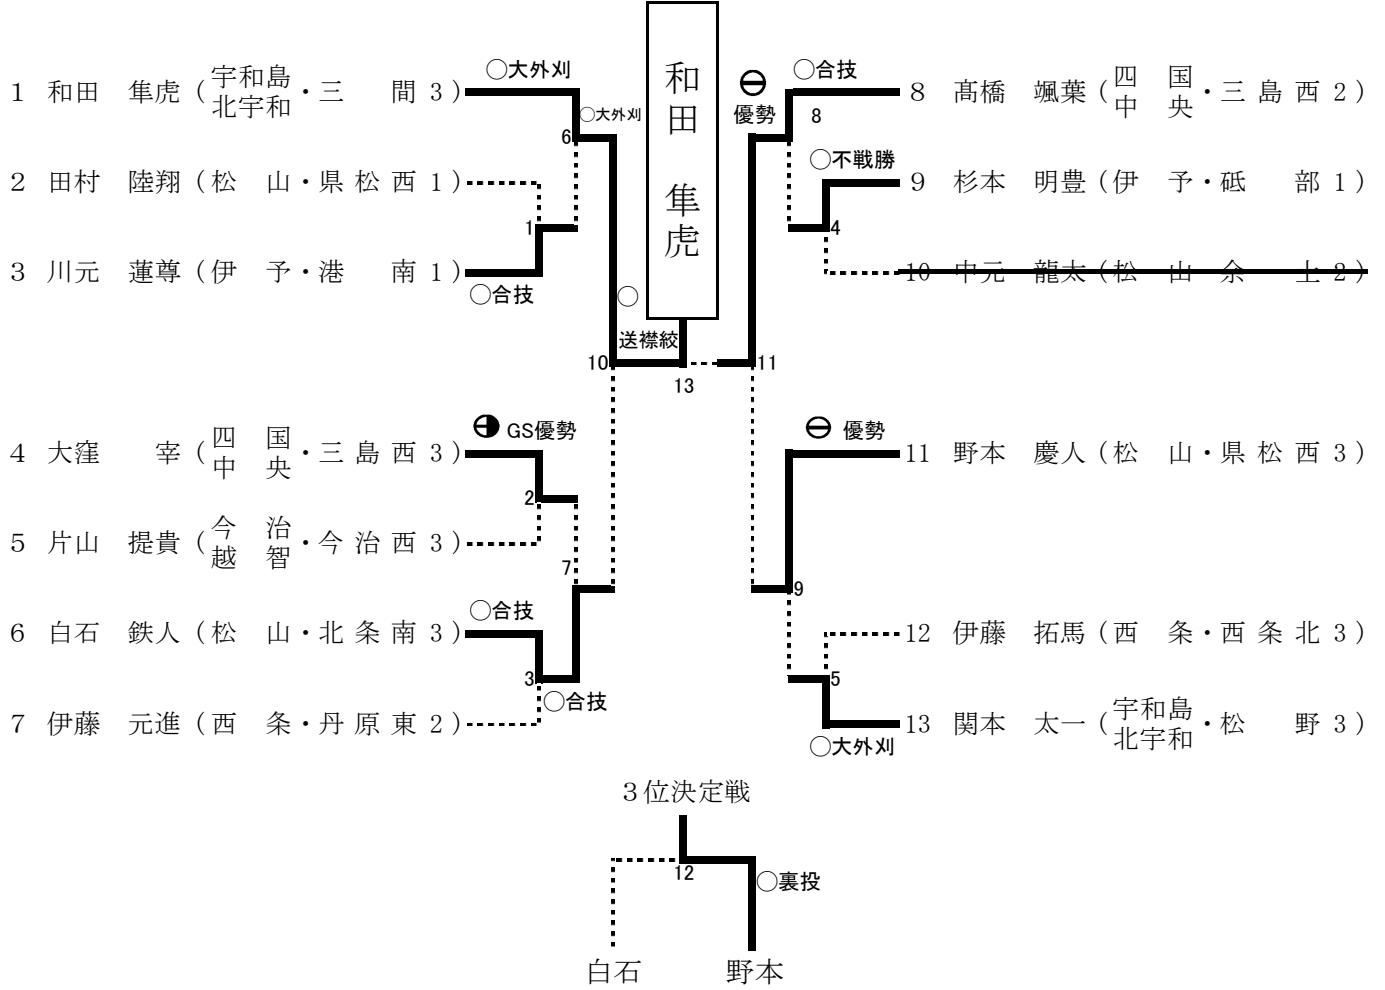 和田 隼虎
1 和田 隼虎 (宇和島北宇和・三間 3)
○大外刈
○大外刈
6
2 田村 陸翔 (松山・県松西 1)
1
3 川元 蓮尊 (伊予・港南 1)
○合技
○
送襟絞
10
13
4 大窪 宰 (四国中央・三島西 3)
GS優勢
2
5 片山 提貴 (今治越智・今治西 3)
7
6 白石 鉄人 (松山・北条南 3)
○合技
3
○合技
7 伊藤 元進 (西条・丹原東 2)
優勢
○合技
8 髙橋 颯葉 (四国中央・三島西 2)
8
○不戦勝
9 杉本 明豊 (伊予・砥部 1)
4
10 中元 龍太 (松山・余土 2)
11
優勢
11 野本 慶人 (松山・県松西 3)
9
12 伊藤 拓馬 (西条・西条北 3)
5
13 関本 太一 (宇和島北宇和・松野 3)
○大外刈
3位決定戦
12
○裏投
白石 野本